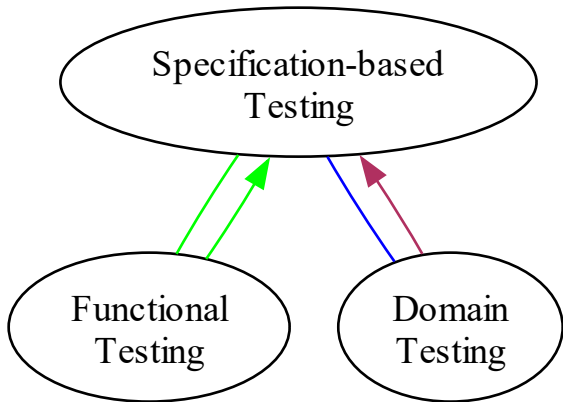 Specification-based
Testing
Functional
Testing
Domain
Testing